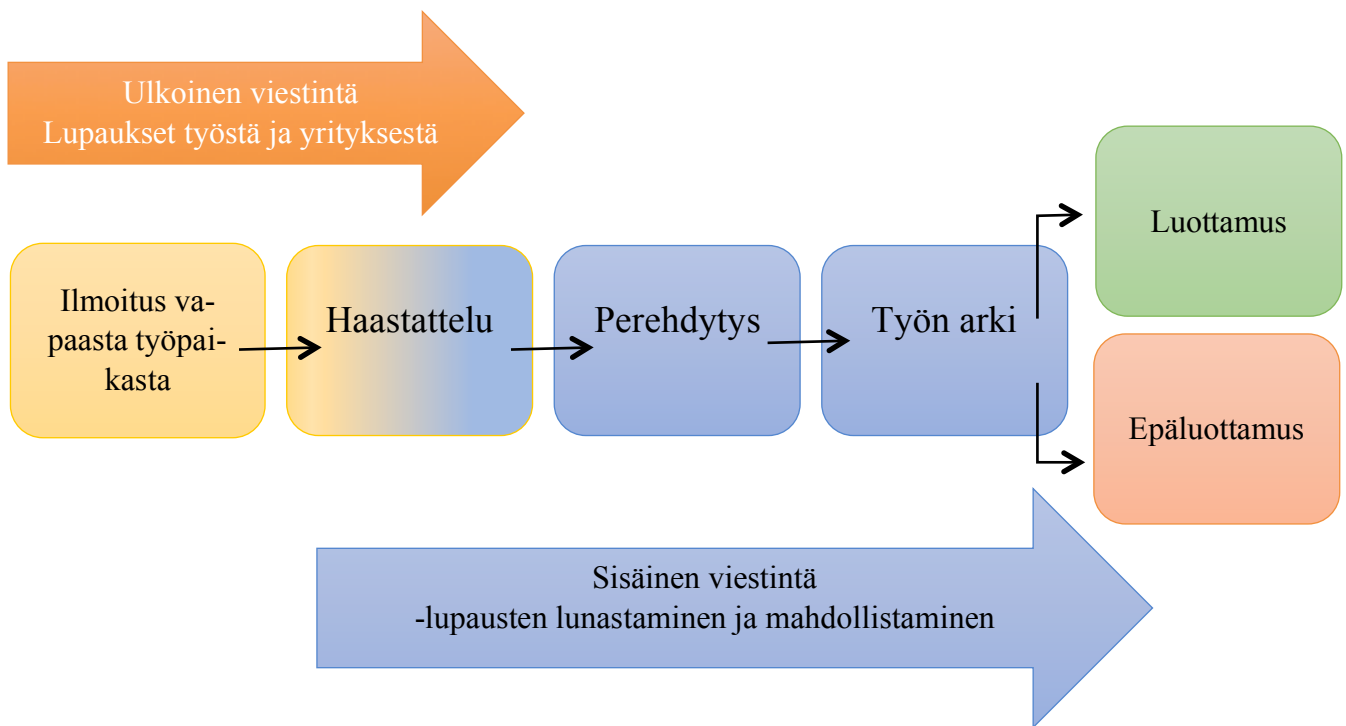 Ulkoinen viestintä
Lupaukset työstä ja yrityksestä
Ilmoitus va-
paasta työpai-
kasta
Haastattelu
Perehdytys
Työn arki
Luottamus
Epäluottamus
Sisäinen viestintä
-lupausten lunastaminen ja mahdollistaminen